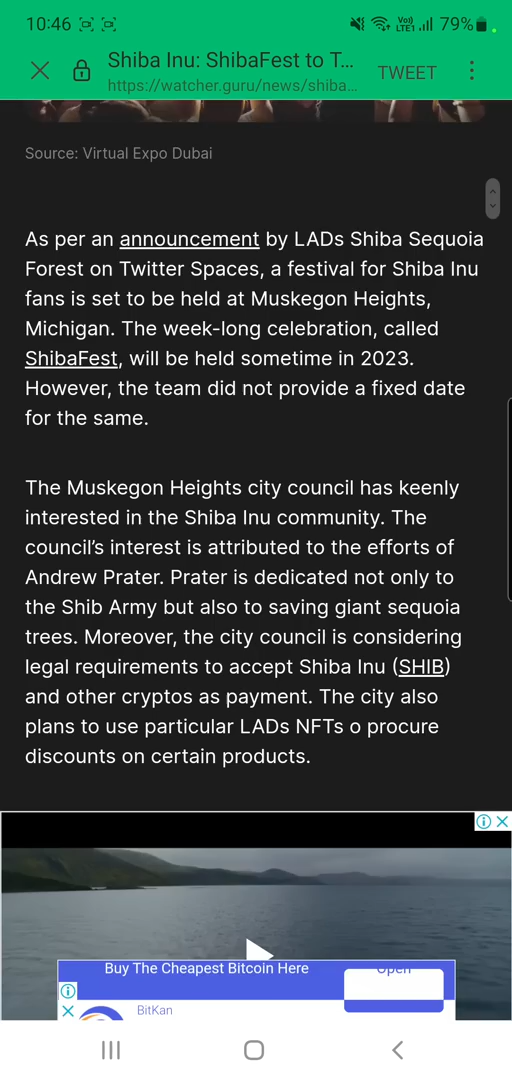 10:46
Vo)
LTE1
79%
Shiba Inu: ShibaFest to T...
https://watcher.guru/news/shiba...
TWEET
Source: Virtual Expo Dubai
As per an announcement by LADs Shiba Sequoia
Forest on Twitter Spaces, a festival for Shiba Inu
fans is set to be held at Muskegon Heights,
Michigan. The week-long celebration, called
ShibaFest, will be held sometime in 2023.
However, the team did not provide a fixed date
for the same.
The Muskegon Heights city council has keenly
interested in the Shiba Inu community. The
council’s interest is attributed to the efforts of
Andrew Prater. Prater is dedicated not only to
the Shib Army but also to saving giant sequoia
trees. Moreover, the city council is considering
legal requirements to accept Shiba Inu (SHIB)
and other cryptos as payment. The city also
plans to use particular LADs NFTs o procure
discounts on certain products.
Buy The Cheapest Bitcoin Here
Open
BitKan